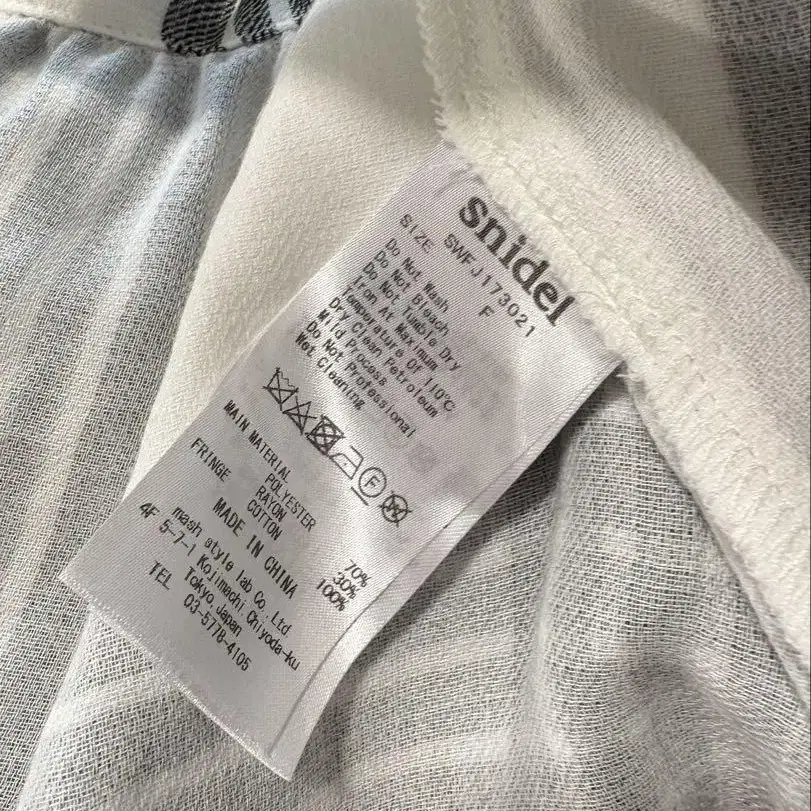 snidel
SWFJ173021
SIZE F
Do Not Wash
Do Not Bleach
Do Not Tumble Dry
Iron At Maximum
Temperature Of 110℃
Dry Clean Petroleum
Mild Process
Do Not Professional
Wet Cleaning
F W
MAIN MATERIAL
POLYESTER 70%
RAYON 30%
FRINGE COTTON 100%
MADE IN CHINA
mash style lab Co.,Ltd.
4F 5-7-1 Kojimachi Chiyoda-ku
Tokyo,Japan
TEL 03-5778-4105